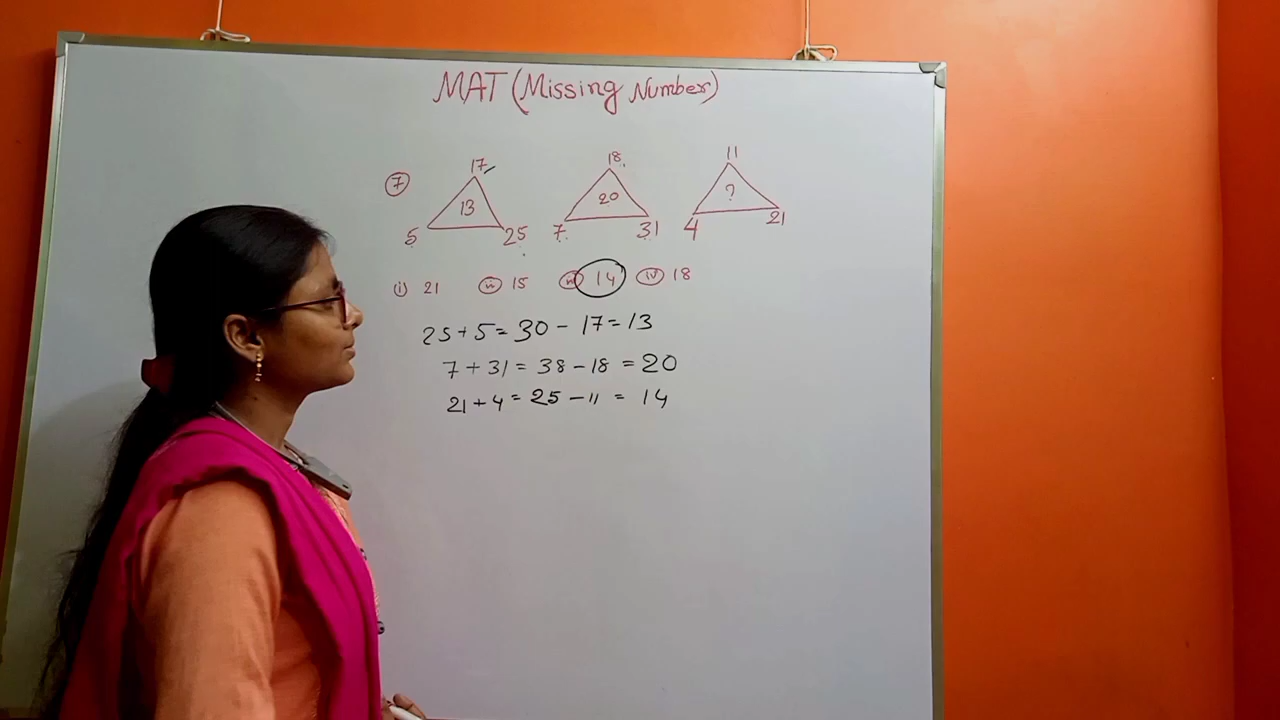 MAT (Missing Number)
17 18 11
7 13 20 ?
5 25 7 31 4 21
(i) 21 (ii) 15 (iii) 14 (iv) 18
25 + 5 = 30 - 17 = 13
7 + 31 = 38 - 18 = 20
21 + 4 = 25 - 11 = 14